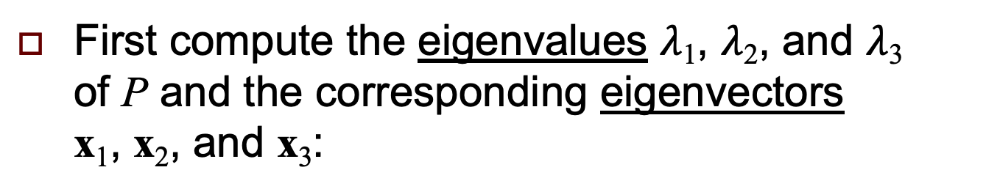 First compute the eigenvalues λ₁, λ₂, and λ₃
of P and the corresponding eigenvectors
x₁, x₂, and x₃: